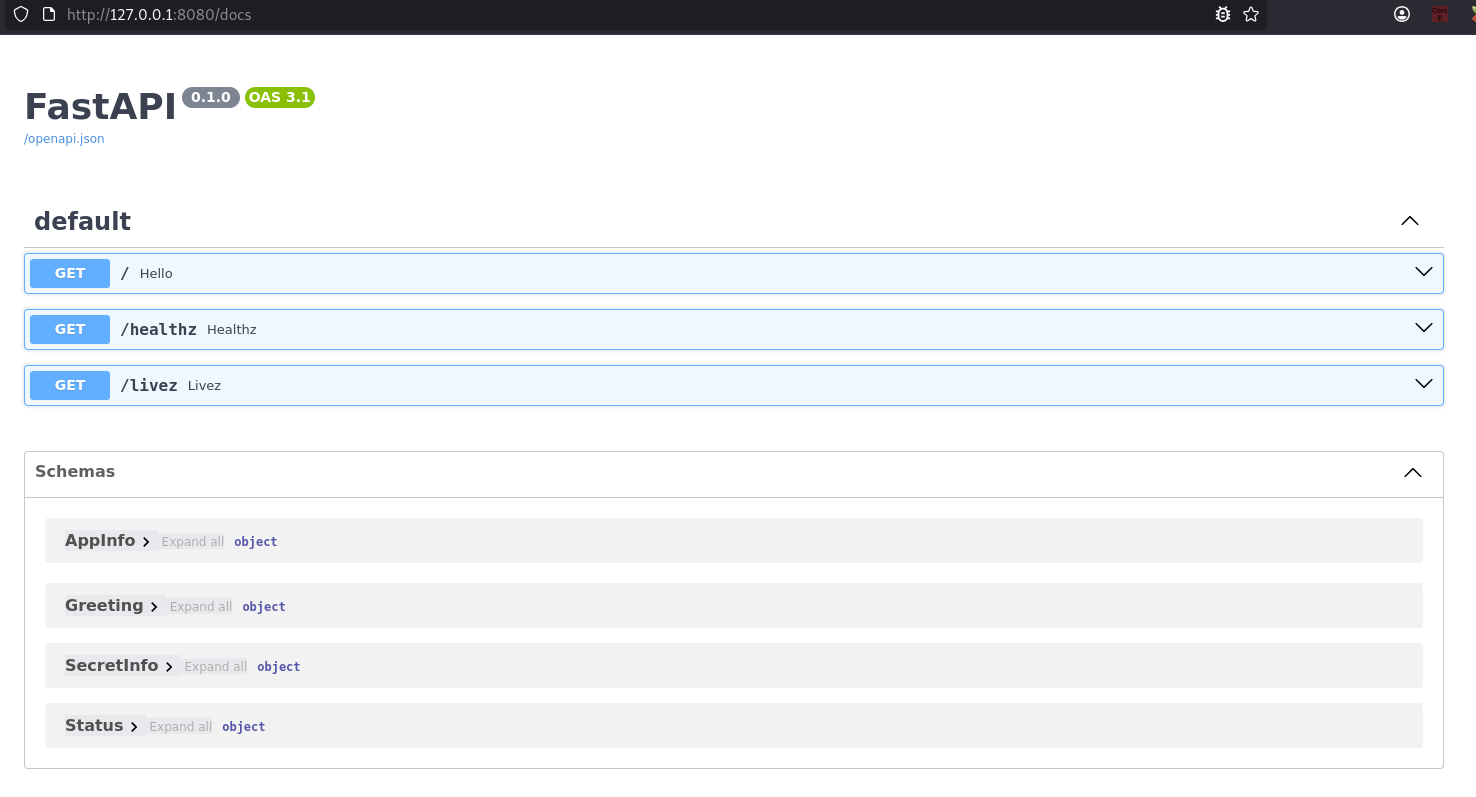 http://127.0.0.1:8080/docs
FastAPI 0.1.0 OAS 3.1
/openapi.json
default
GET / Hello
GET /healthz Healthz
GET /livez Livez
Schemas
AppInfo Expand all object
Greeting Expand all object
SecretInfo Expand all object
Status Expand all object